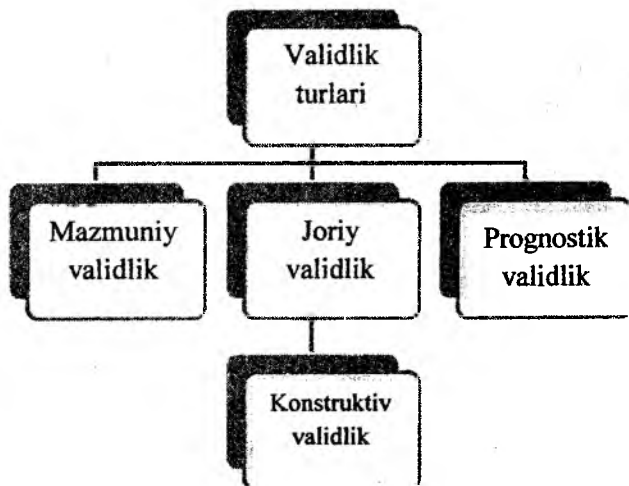 Validlik
turlari
Mazmuniy
validlik
Joriy
validlik
Prognostik
validlik
Konstruktiv
validlik